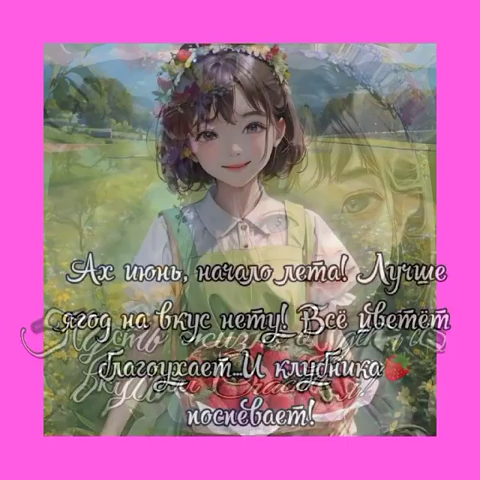 Ах июнь, начало лета! Лучше
ягод на вкус нету! Всё цветёт
благоухает И клубника🍓
поспевает!